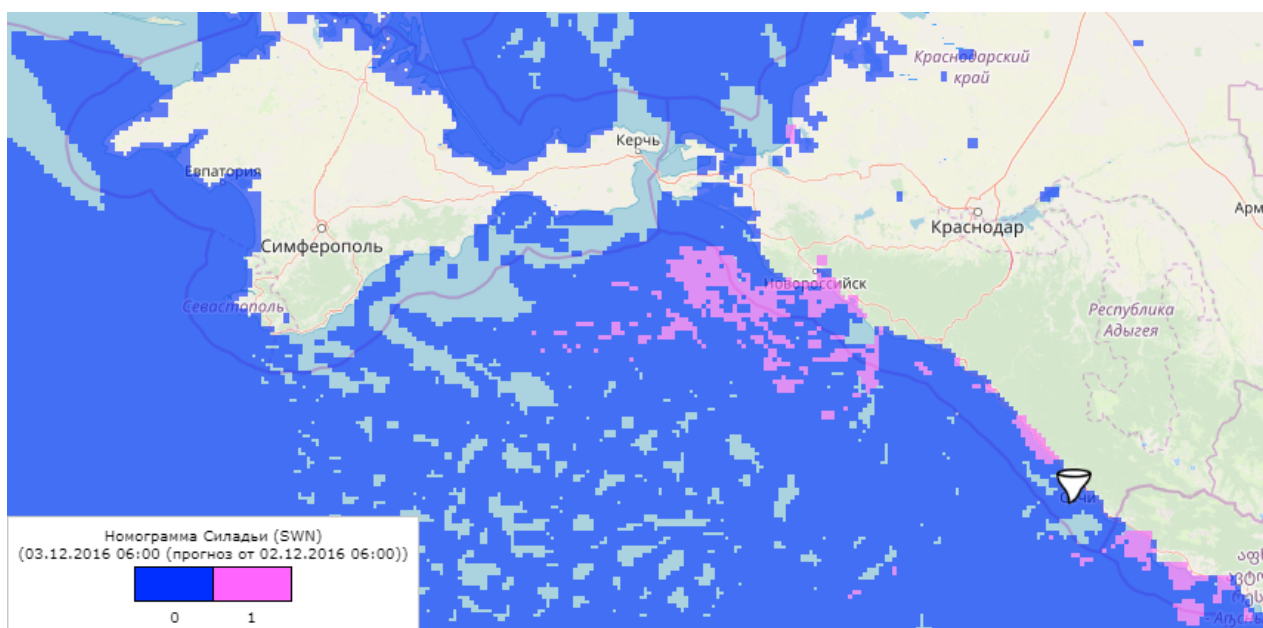 Краснодарский
край
Керчь
Евпатория
Арм
Краснодар
Симферополь
Новороссийск
Севастополь
Республика
Адыгея
Сочи
Номограмма Силадьи (SWN)
(03.12.2016 06:00 (прогноз от 02.12.2016 06:00))
0 1